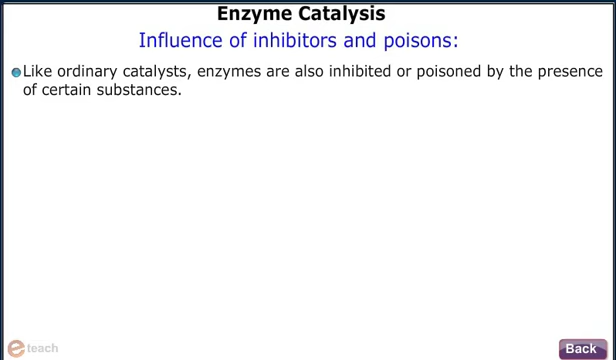 Enzyme Catalysis
Influence of inhibitors and poisons:
Like ordinary catalysts, enzymes are also inhibited or poisoned by the presence
of certain substances.
e teach
Back